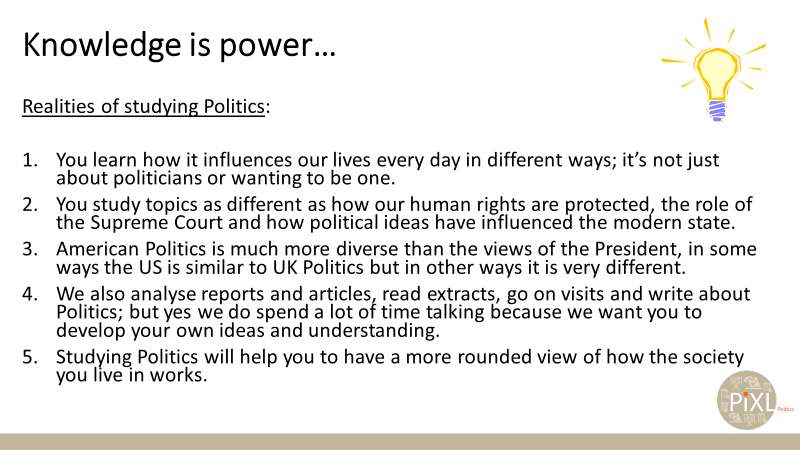 Knowledge is power…
Realities of studying Politics:
1. You learn how it influences our lives every day in different ways; it's not just
about politicians or wanting to be one.
2. You study topics as different as how our human rights are protected, the role of
the Supreme Court and how political ideas have influenced the modern state.
3. American Politics is much more diverse than the views of the President, in some
ways the US is similar to UK Politics but in other ways it is very different.
4. We also analyse reports and articles, read extracts, go on visits and write about
Politics; but yes we do spend a lot of time talking because we want you to
develop your own ideas and understanding.
5. Studying Politics will help you to have a more rounded view of how the society
you live in works.
PiXL
Politics